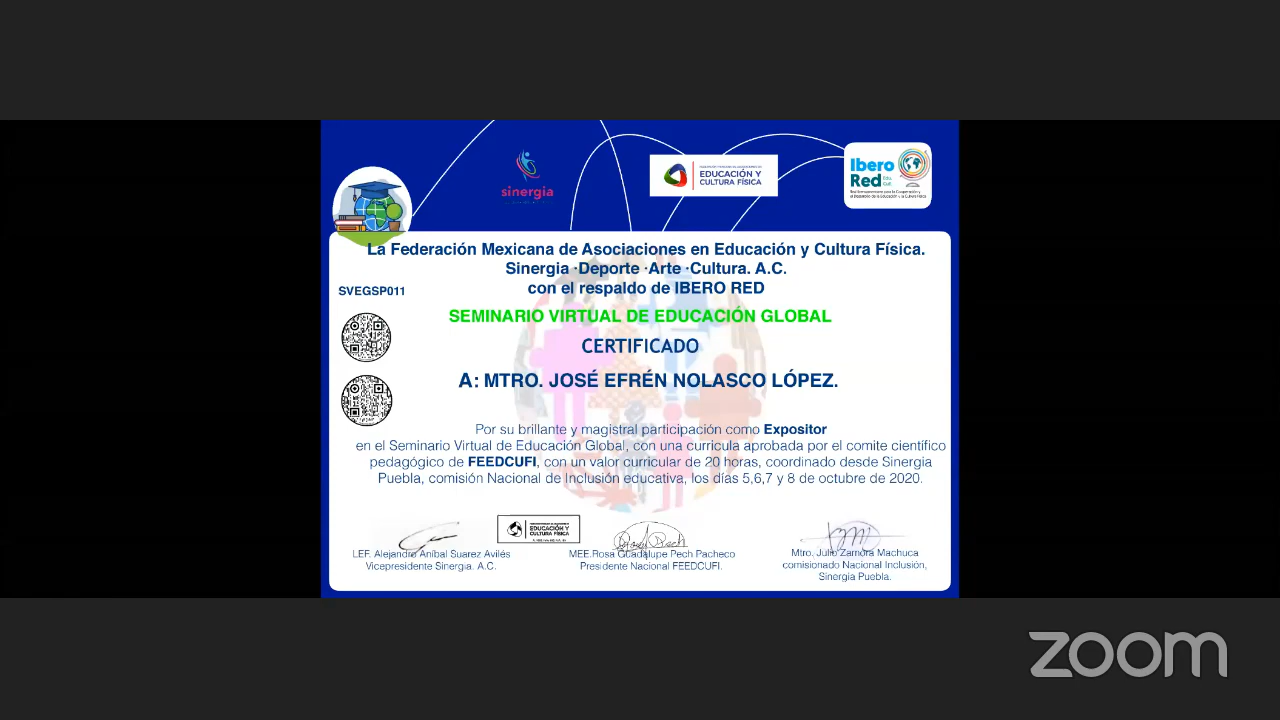 sinergia
EDUCACIÓN Y
CULTURA FÍSICA
Ibero
Red Edu.
Cufi
La Federación Mexicana de Asociaciones en Educación y Cultura Física.
Sinergia ·Deporte ·Arte ·Cultura. A.C.
con el respaldo de IBERO RED
SVEGSP011
SEMINARIO VIRTUAL DE EDUCACIÓN GLOBAL
CERTIFICADO
A: MTRO. JOSÉ EFRÉN NOLASCO LÓPEZ.
Por su brillante y magistral participación como Expositor
en el Seminario Virtual de Educación Global, con una curricula aprobada por el comite científico
pedagógico de FEEDCUFI, con un valor curricular de 20 horas, coordinado desde Sinergia
Puebla, comisión Nacional de Inclusión educativa, los días 5,6,7 y 8 de octubre de 2020.
EDUCACIÓN Y
CULTURA FÍSICA
LEF. Alejandro Aníbal Suarez Avilés
Vicepresidente Sinergia. A.C.
MEE.Rosa Guadalupe Pech Pacheco
Presidente Nacional FEEDCUFI.
Mtro. Julio Zamora Machuca
comisionado Nacional Inclusión,
Sinergia Puebla.
zoom